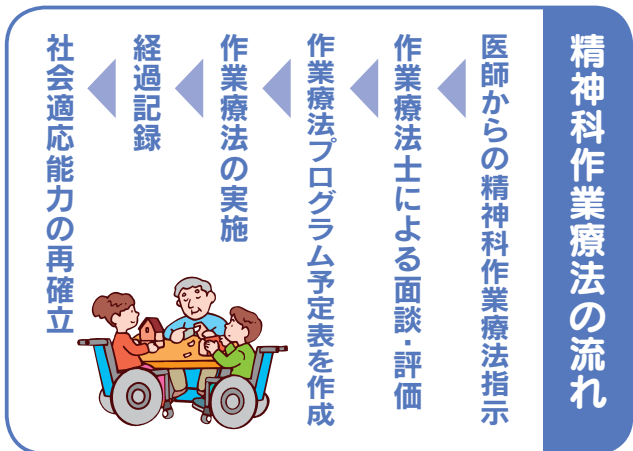 精神科作業療法の流れ
医師からの精神科作業療法指示
作業療法士による面談・評価
作業療法プログラム予定表を作成
作業療法の実施
経過記録
社会適応能力の再確立